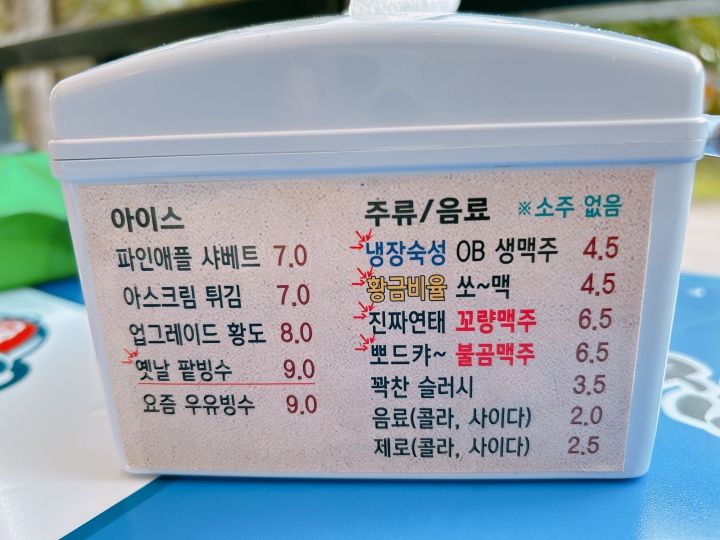 아이스
파인애플 샤베트 7.0
아스크림 튀김 7.0
업그레이드 황도 8.0
옛날 팥빙수 9.0
요즘 우유빙수 9.0
주류/음료 ※소주 없음
냉장숙성 OB 생맥주 4.5
황금비율 쏘~맥 4.5
진짜연태 꼬량맥주 6.5
뽀드캬~ 불곰맥주 6.5
꽉찬 슬러시 3.5
음료(콜라, 사이다) 2.0
제로(콜라, 사이다) 2.5